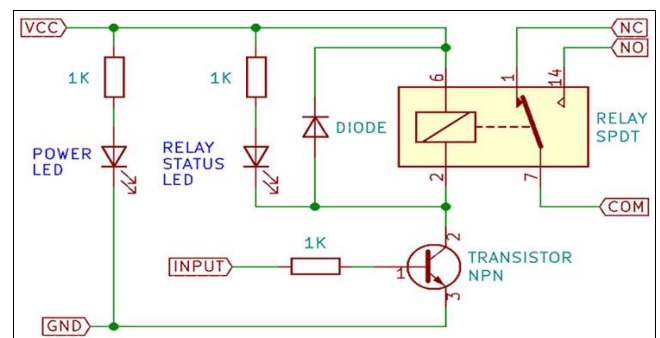 VCC
NC
NO
1K
1K
6
1
14
DIODE
RELAY
SPDT
POWER
LED
RELAY
STATUS
LED
2
7
COM
1K
2
INPUT
1
TRANSISTOR
NPN
3
GND